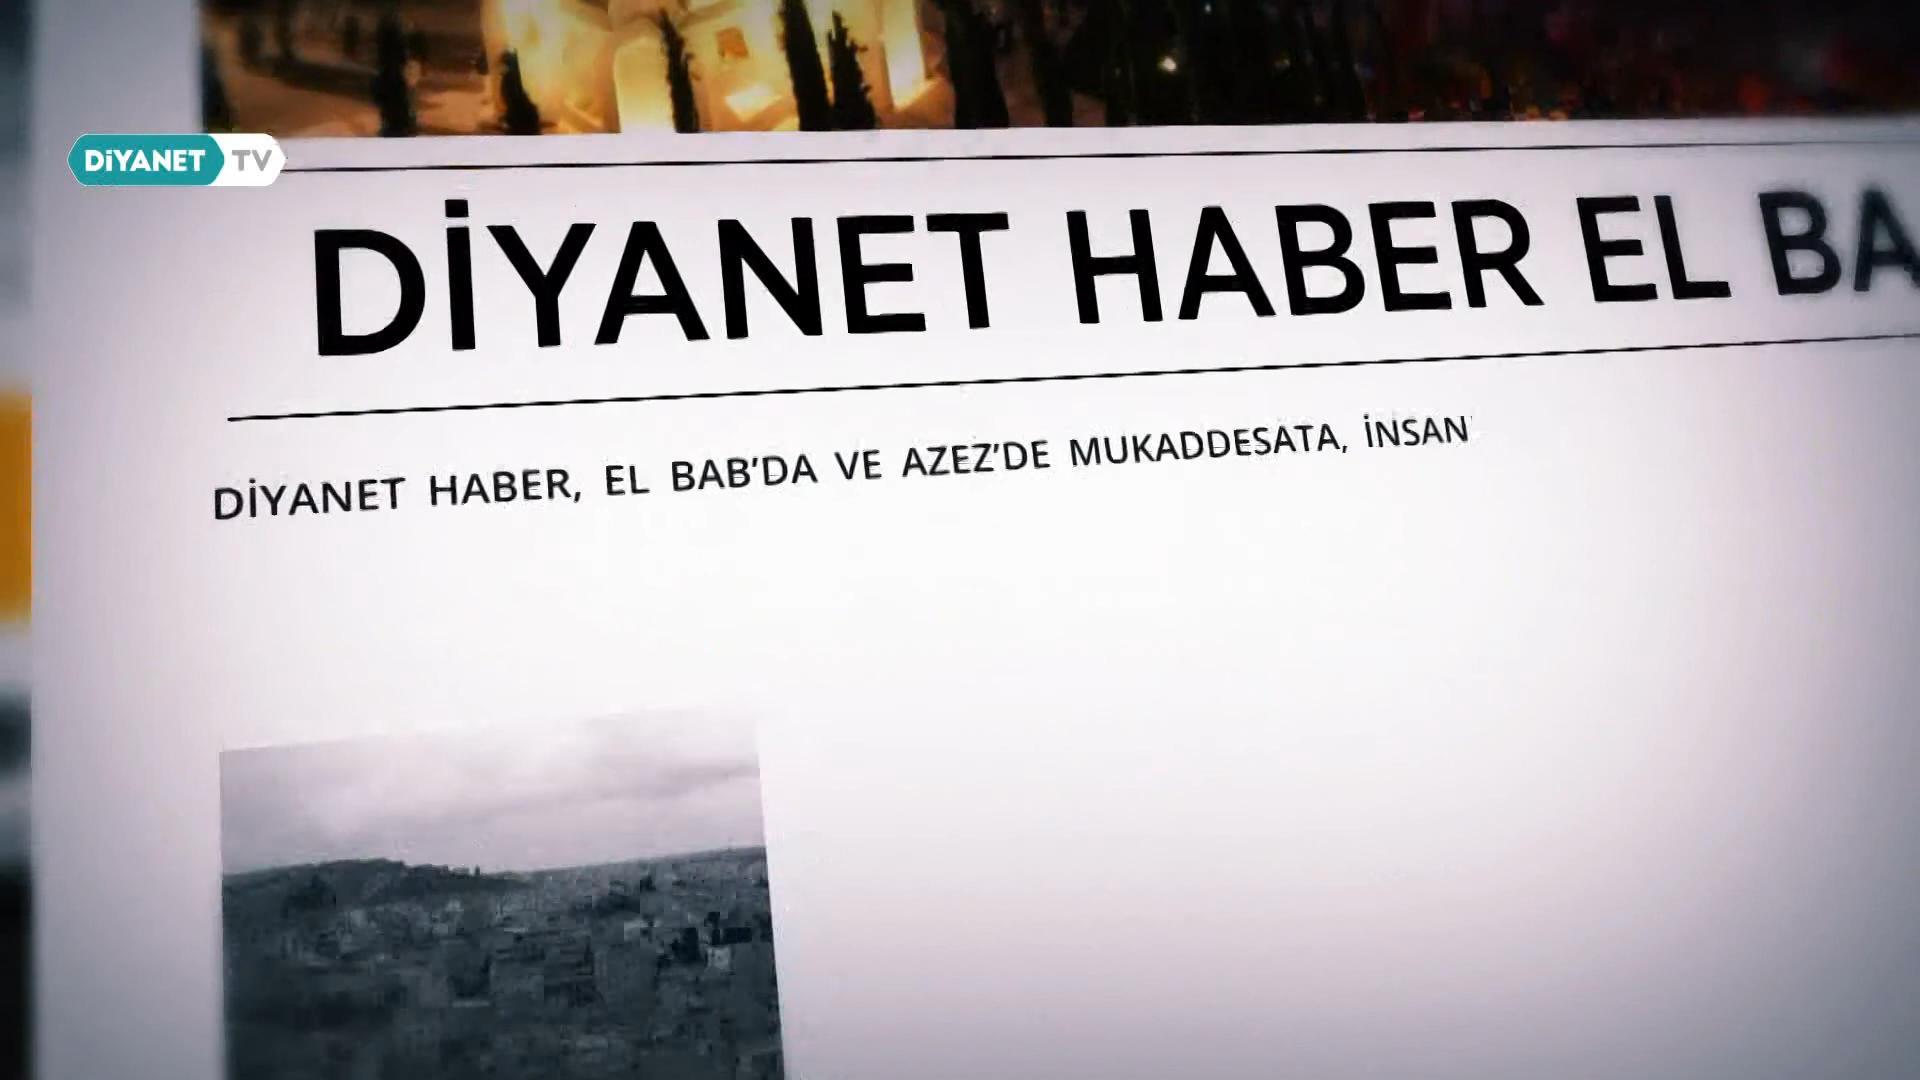 DİYANET TV
DİYANET HABER EL BA
DİYANET HABER, EL BAB'DA VE AZEZ'DE MUKADDESATA, İNSAN